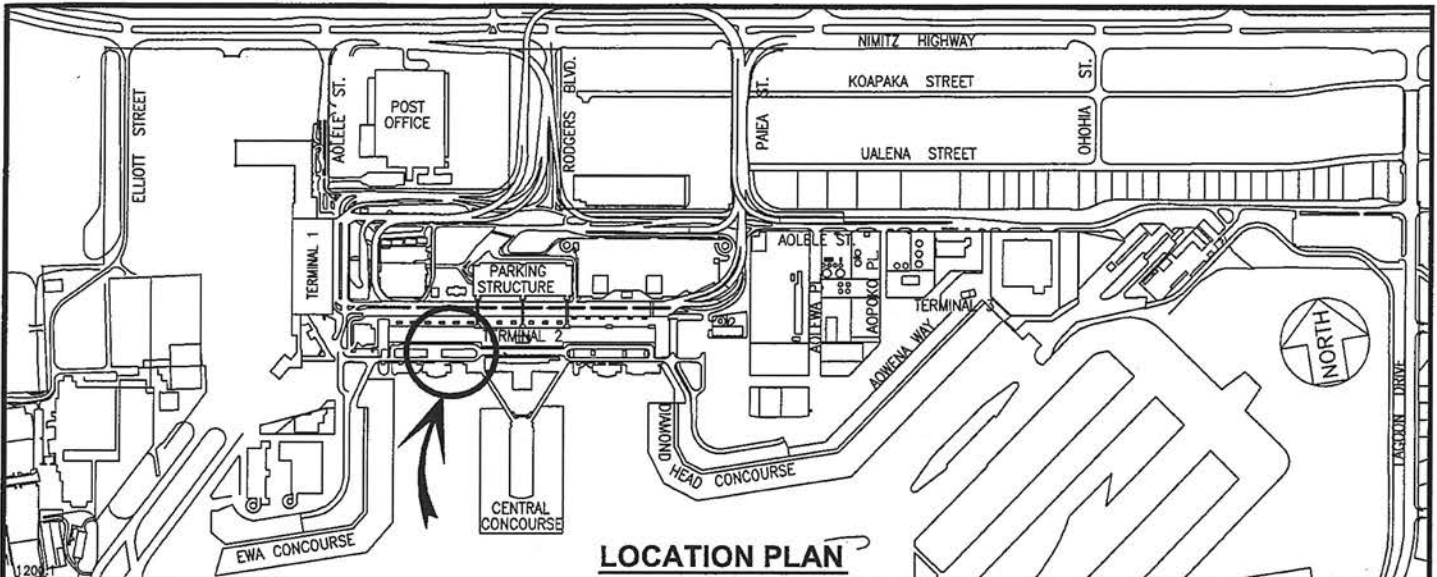 NIMITZ HIGHWAY
KOAPAKA STREET
UALENA STREET
ELLIOTT STREET
AOLELE ST.
POST
OFFICE
RODGERS BLVD.
PAIEA ST.
OHOHIA ST.
TERMINAL 1
PARKING
STRUCTURE
TERMINAL 2
AOLELE ST.
AOLEWA PL.
AOPOKO PL.
TERMINAL 3
AOWENA WAY
NORTH
LAGOON DRIVE
DIAMOND
HEAD CONCOURSE
CENTRAL
CONCOURSE
EWA CONCOURSE
LOCATION PLAN